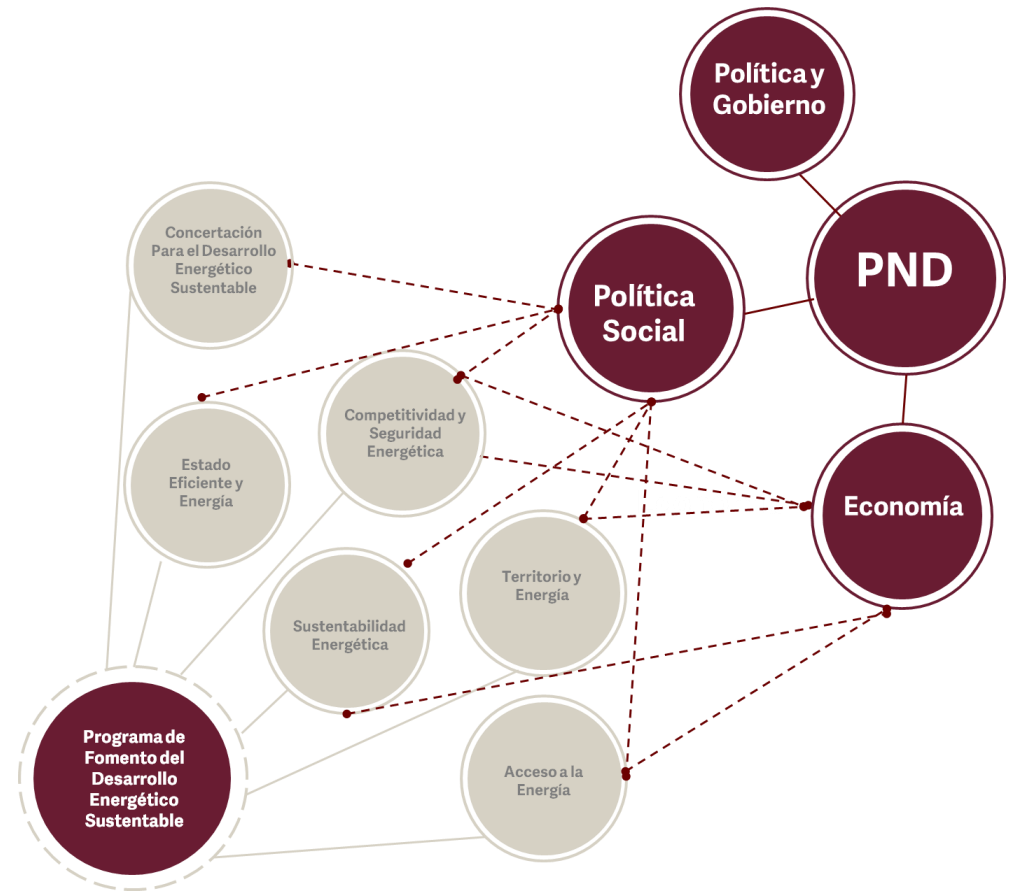 Política y
Gobierno
PND
Política
Social
Economía
Concertación
Para el Desarrollo
Energético
Sustentable
Competitividad y
Seguridad
Energética
Estado
Eficiente y
Energía
Territorio y
Energía
Sustentabilidad
Energética
Acceso a la
Energía
Programa de
Fomento del
Desarrollo
Energético
Sustentable